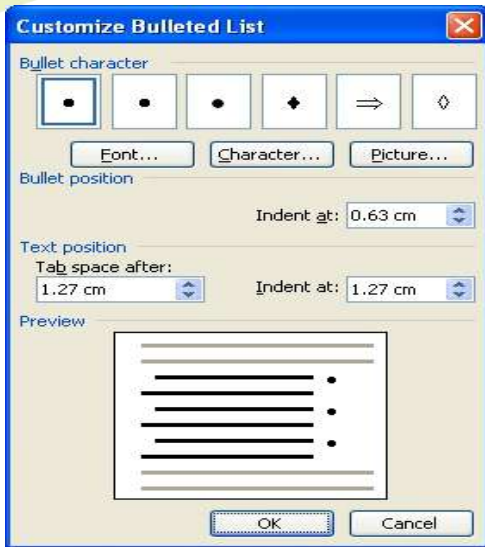 Customize Bulleted List
Bullet character
Font... Character... Picture...
Bullet position
Indent at: 0.63 cm
Text position
Tab space after:
1.27 cm Indent at: 1.27 cm
Preview
OK Cancel